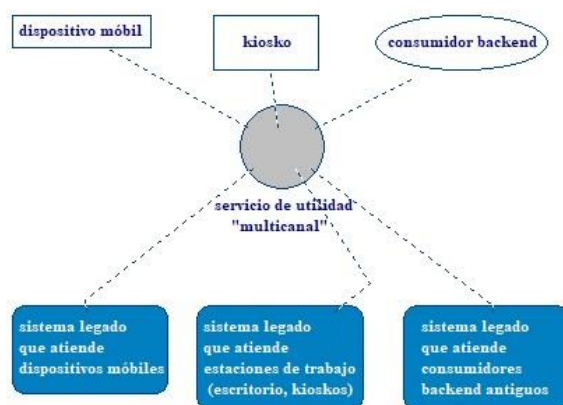 dispositivo móbil
kiosko
consumidor backend
servicio de utilidad
"multicanal"
sistema legado
que atiende
dispositivos móbiles
sistema legado
que atiende
estaciones de trabajo
(escritorio, kioskos)
sistema legado
que atiende
consumidores
backend antiguos